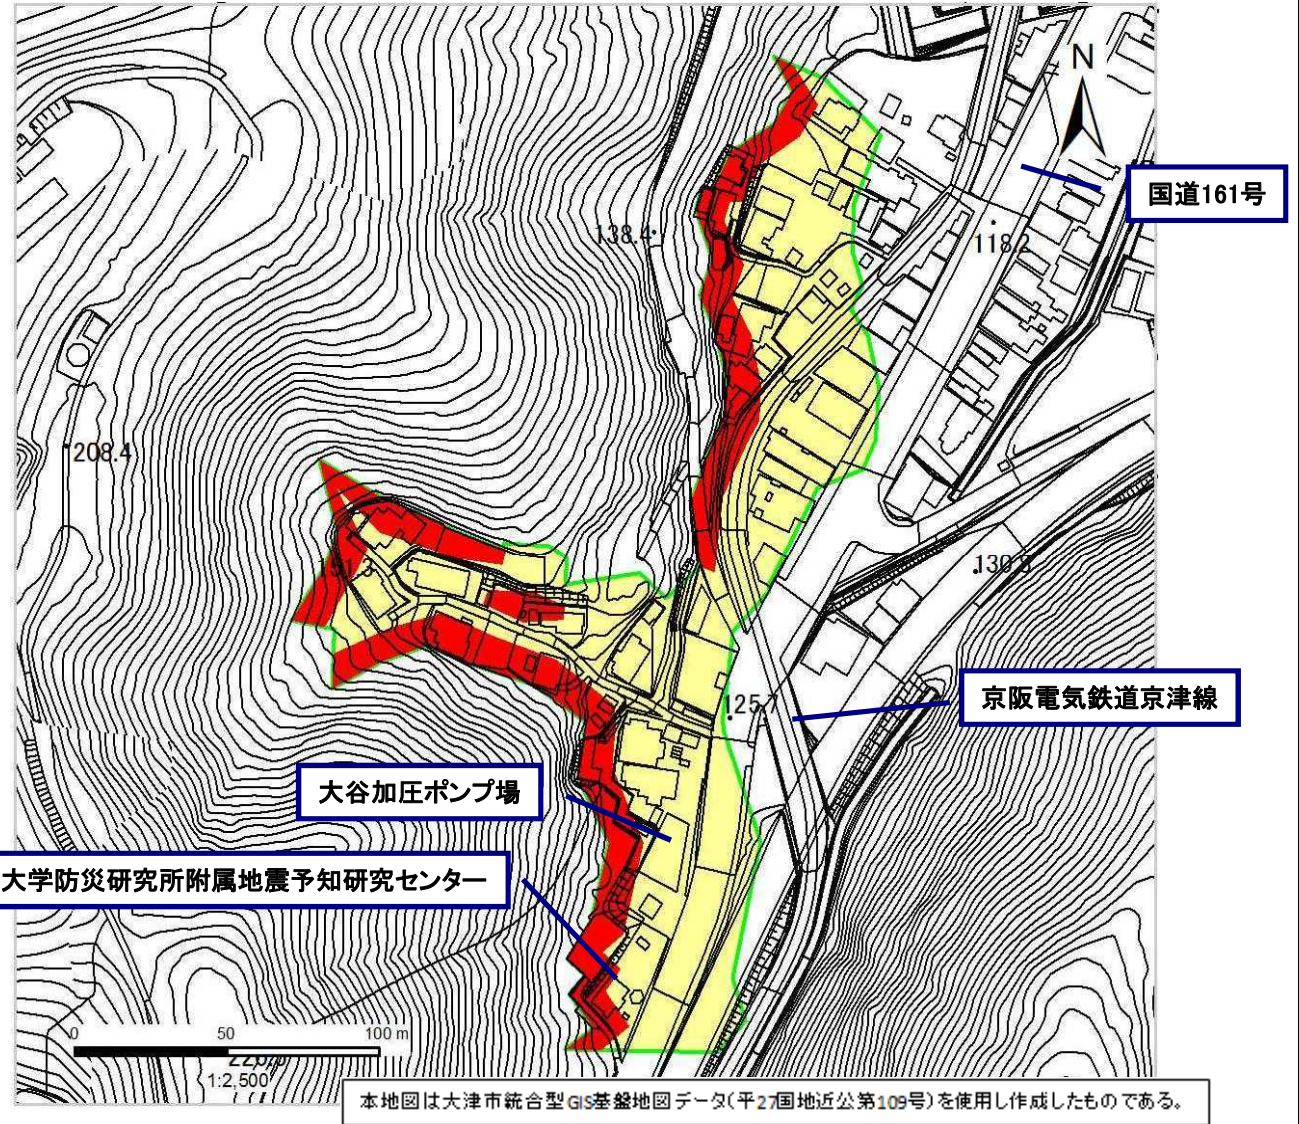 N
国道161号
138.4
118.2
208.4
130.3
京阪電気鉄道京津線
125.7
大谷加圧ポンプ場
大学防災研究所附属地震予知研究センター
0 50 100 m
1:2,500
本地図は大津市統合型GIS基盤地図データ(平27国地近公第109号)を使用し作成したものである。